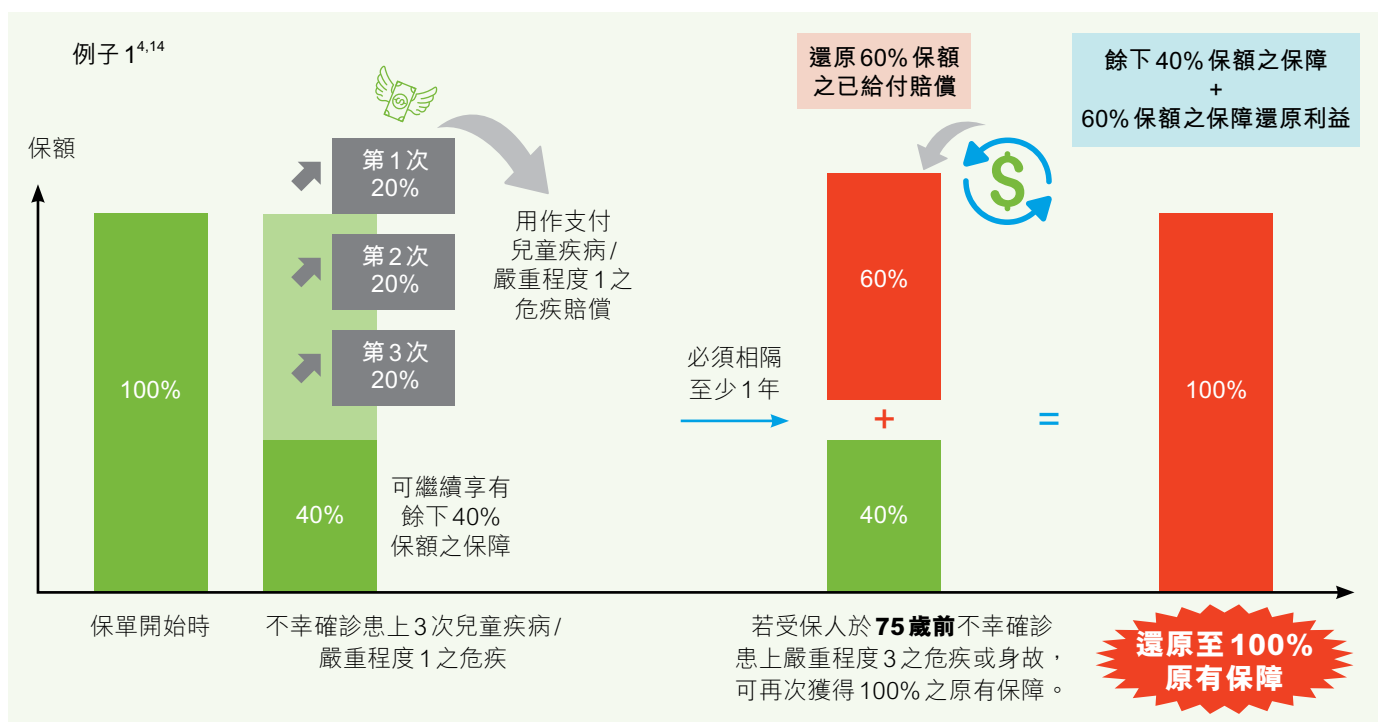 例子 14,14
保額
100%
保單開始時
第1次
20%
第2次
20%
第3次
20%
用作支付
兒童疾病/
嚴重程度1之
危疾賠償
40%
可繼續享有
餘下40%
保額之保障
不幸確診患上3次兒童疾病/
嚴重程度1之危疾
必須相隔
至少1年
還原60%保額
之已給付賠償
$
60%
+
40%
若受保人於75歲前不幸確診
患上嚴重程度3之危疾或身故，
可再次獲得100%之原有保障。
=
餘下40%保額之保障
+
60%保額之保障還原利益
100%
還原至100%
原有保障